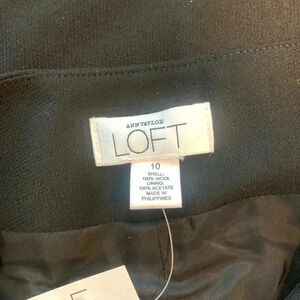 ANN TAYLOR
LOFT
10
SHELL:
100% WOOL
LINING:
100% ACETATE
MADE IN
PHILIPPINES